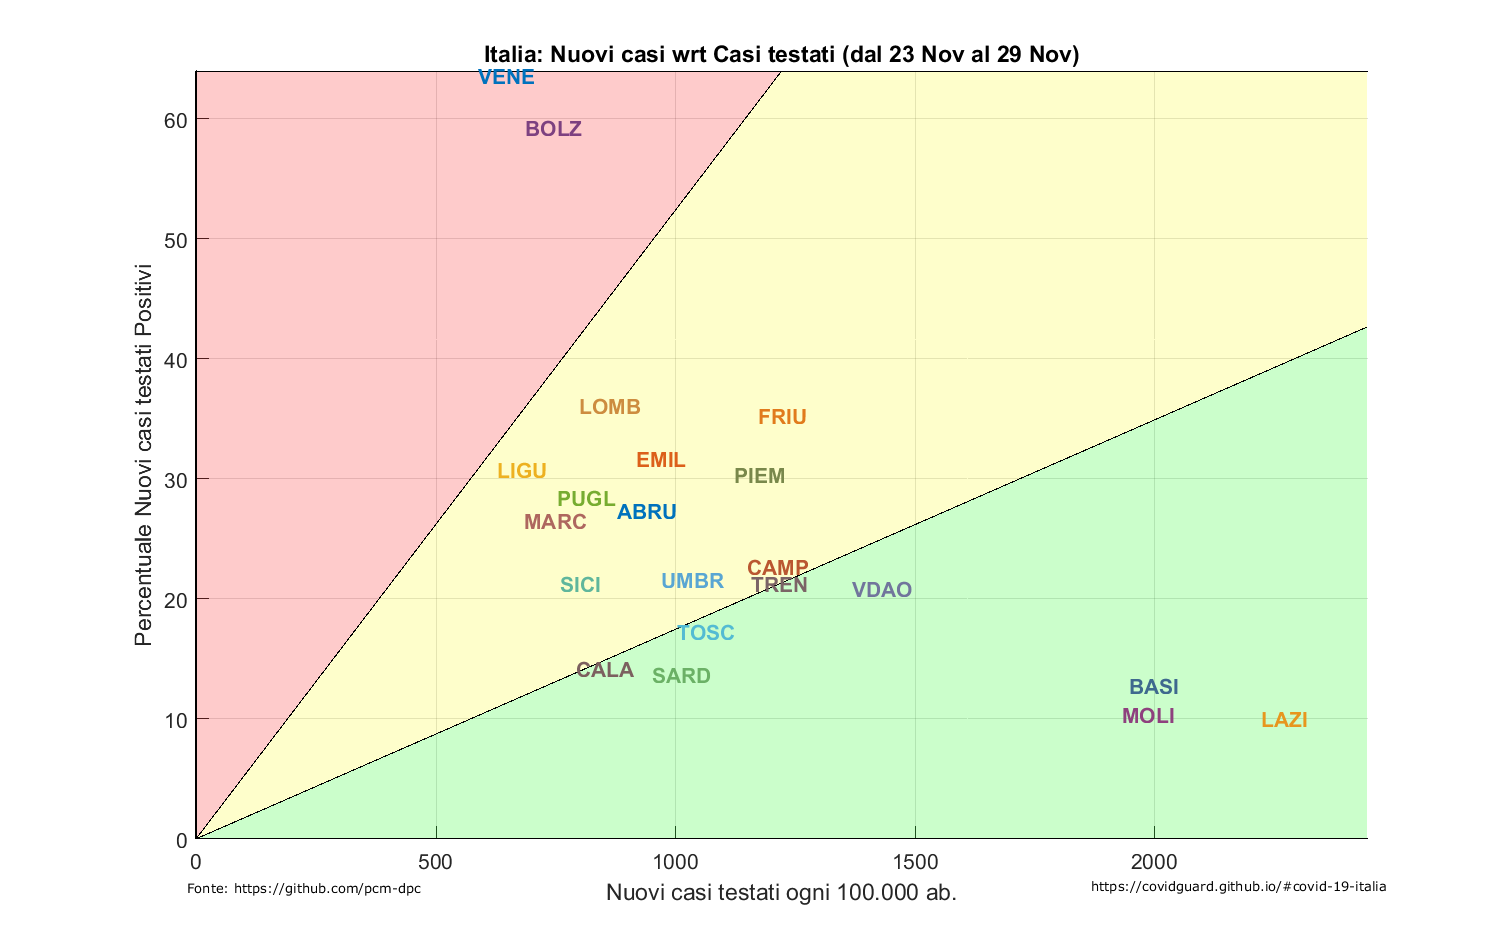 Italia: Nuovi casi wrt Casi testati (dal 23 Nov al 29 Nov)
VENE
BOLZ
60
50
40
30
20
10
0
Percentuale Nuovi casi testati Positivi
LOMB
FRIU
EMIL
LIGU
PIEM
PUGL
ABRU
MARC
CAMP
SICI
UMBR
TREN
VDAO
TOSC
CALA
SARD
BASI
MOLI
LAZI
0
500
1000
1500
2000
Nuovi casi testati ogni 100.000 ab.
Fonte: https://github.com/pcm-dpc
https://covidguard.github.io/#covid-19-italia